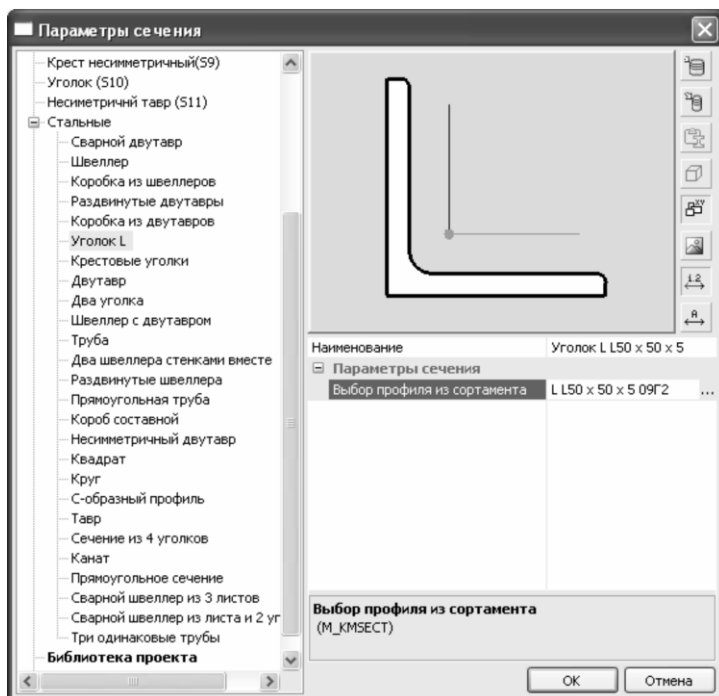 Параметры сечения
Крест несимметричный(S9)
Уголок (S10)
Несиметричнй тавр (S11)
Стальные
Сварной двутавр
Швеллер
Коробка из швеллеров
Раздвинутые двутавры
Коробка из двутавров
Уголок L
Крестовые уголки
Двутавр
Два уголка
Швеллер с двутавром
Труба
Два швеллера стенками вместе
Раздвинутые швеллера
Прямоугольная труба
Короб составной
Несимметричный двутавр
Квадрат
Круг
С-образный профиль
Тавр
Сечение из 4 уголков
Канат
Прямоугольное сечение
Сварной швеллер из 3 листов
Сварной швеллер из листа и 2 уг
Три одинаковые трубы
Библиотека проекта
XY
1.2
A
Наименование Уголок L L50 x 50 x 5
Параметры сечения
Выбор профиля из сортамента L L50 x 50 x 5 09Г2 ...
Выбор профиля из сортамента
(M_KMSECT)
ОК Отмена